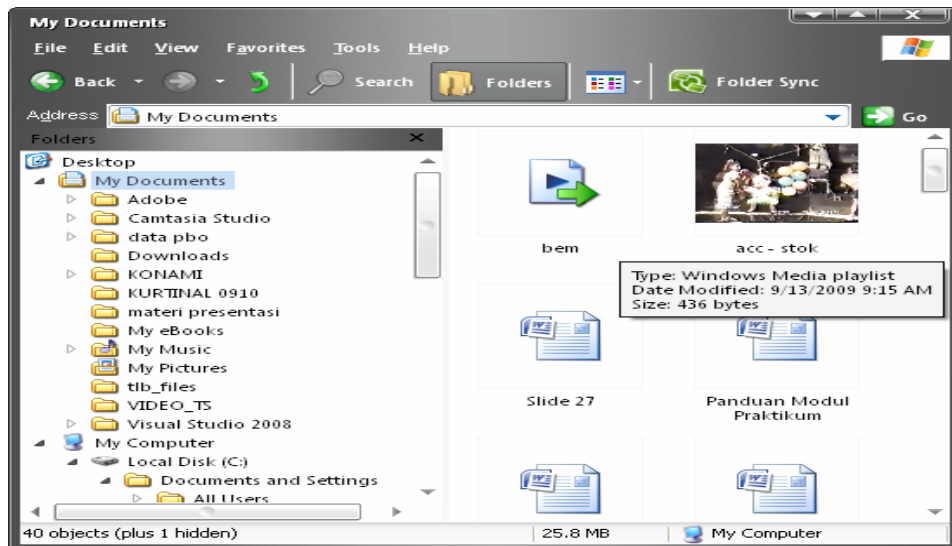 My Documents
File Edit View Favorites Tools Help
Back Search Folders Folder Sync
Address My Documents Go
Folders
Desktop
My Documents
Adobe
Camtasia Studio
data pbo
Downloads
KONAMI
KURTINAL 0910
materi presentasi
My eBooks
My Music
My Pictures
tlb_files
VIDEO_TS
Visual Studio 2008
My Computer
Local Disk (C:)
Documents and Settings
All Users
bem
acc - stok
Type: Windows Media playlist
Date Modified: 9/13/2009 9:15 AM
Size: 436 bytes
Slide 27
Panduan Modul
Praktikum
40 objects (plus 1 hidden) 25.8 MB My Computer